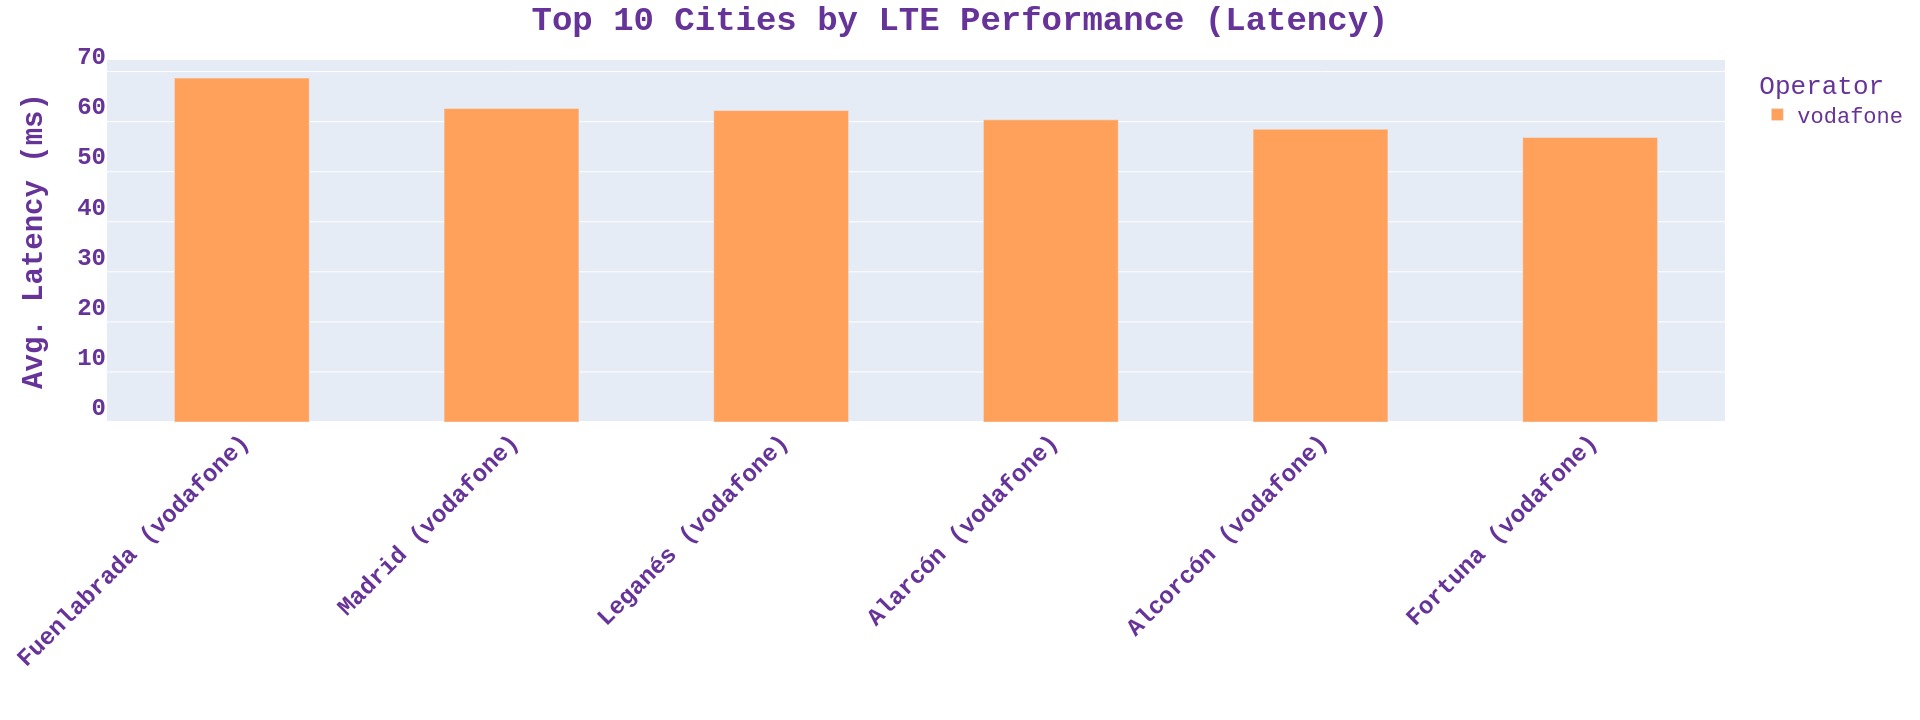 Top 10 Cities by LTE Performance (Latency)
Avg. Latency (ms)
70
60
50
40
30
20
10
0
Fuenlabrada (vodafone)
Madrid (vodafone)
Leganés (vodafone)
Alarcón (vodafone)
Alcorcón (vodafone)
Fortuna (vodafone)
Operator
vodafone